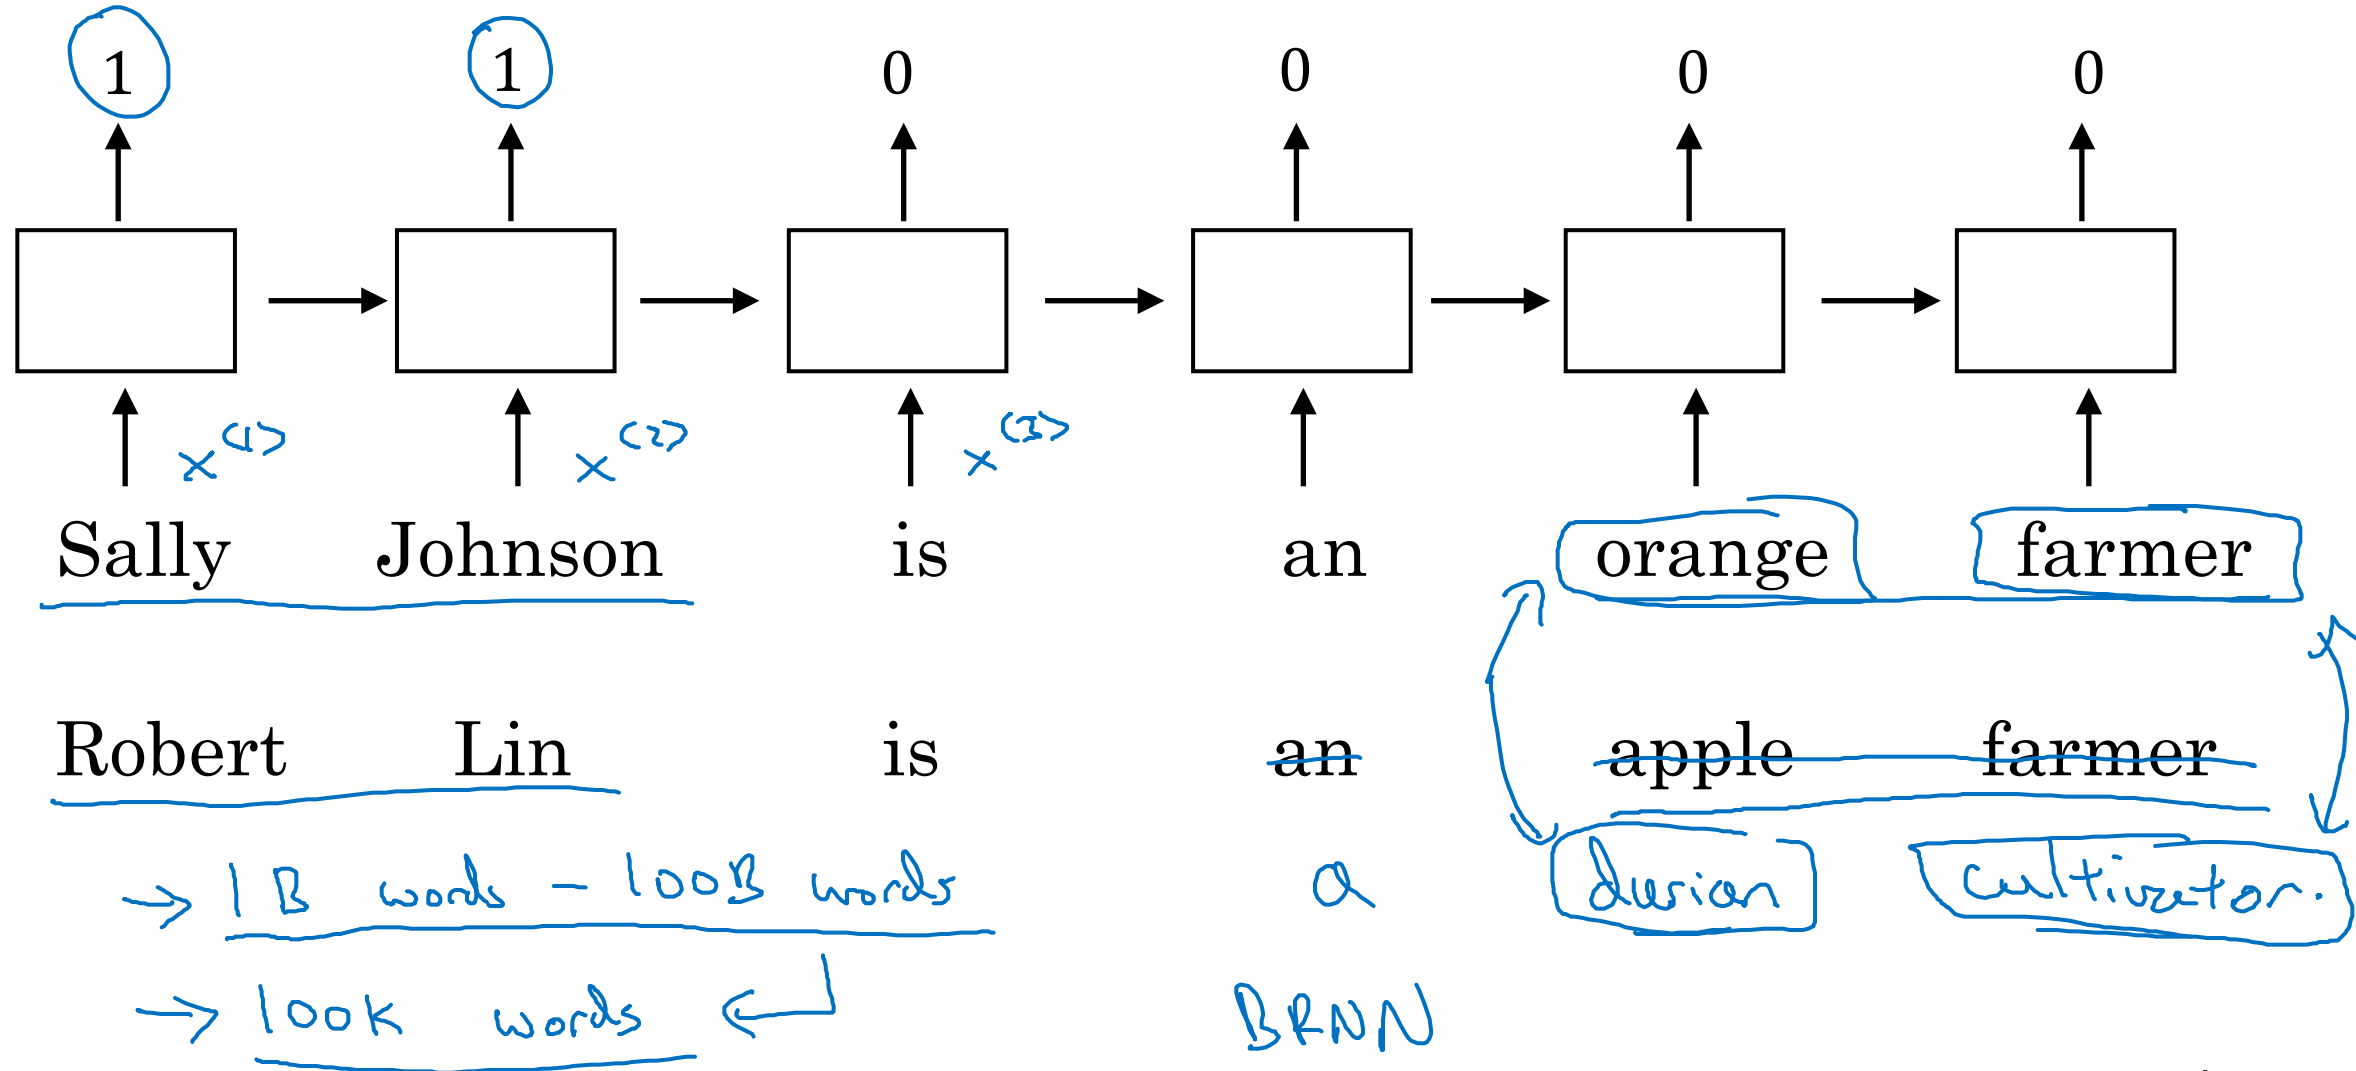 1 1 0 0 0 0
x<1> x<2> x<3>
Sally Johnson is an orange farmer
Robert Lin is an apple farmer
→ 1B words - 100B words a durian cultivator.
→ 100K words ← BRNN